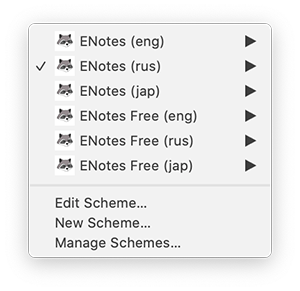 ENotes (eng)
ENotes (rus)
ENotes (jap)
ENotes Free (eng)
ENotes Free (rus)
ENotes Free (jap)
Edit Scheme...
New Scheme...
Manage Schemes...